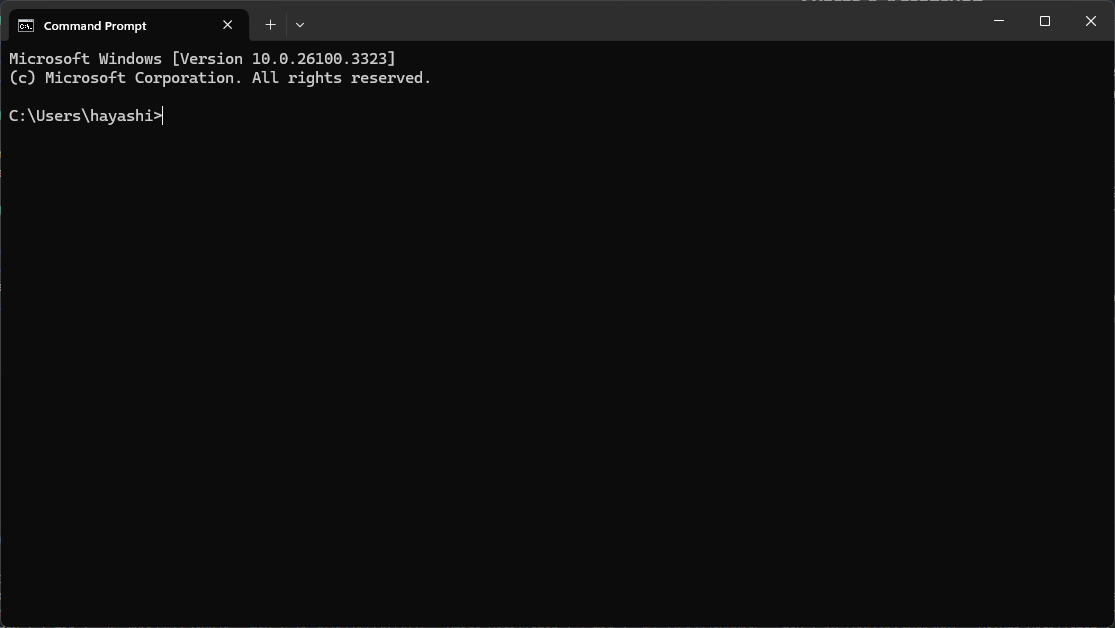 Command Prompt
Microsoft Windows [Version 10.0.26100.3323]
(c) Microsoft Corporation. All rights reserved.
C:\Users\hayashi>